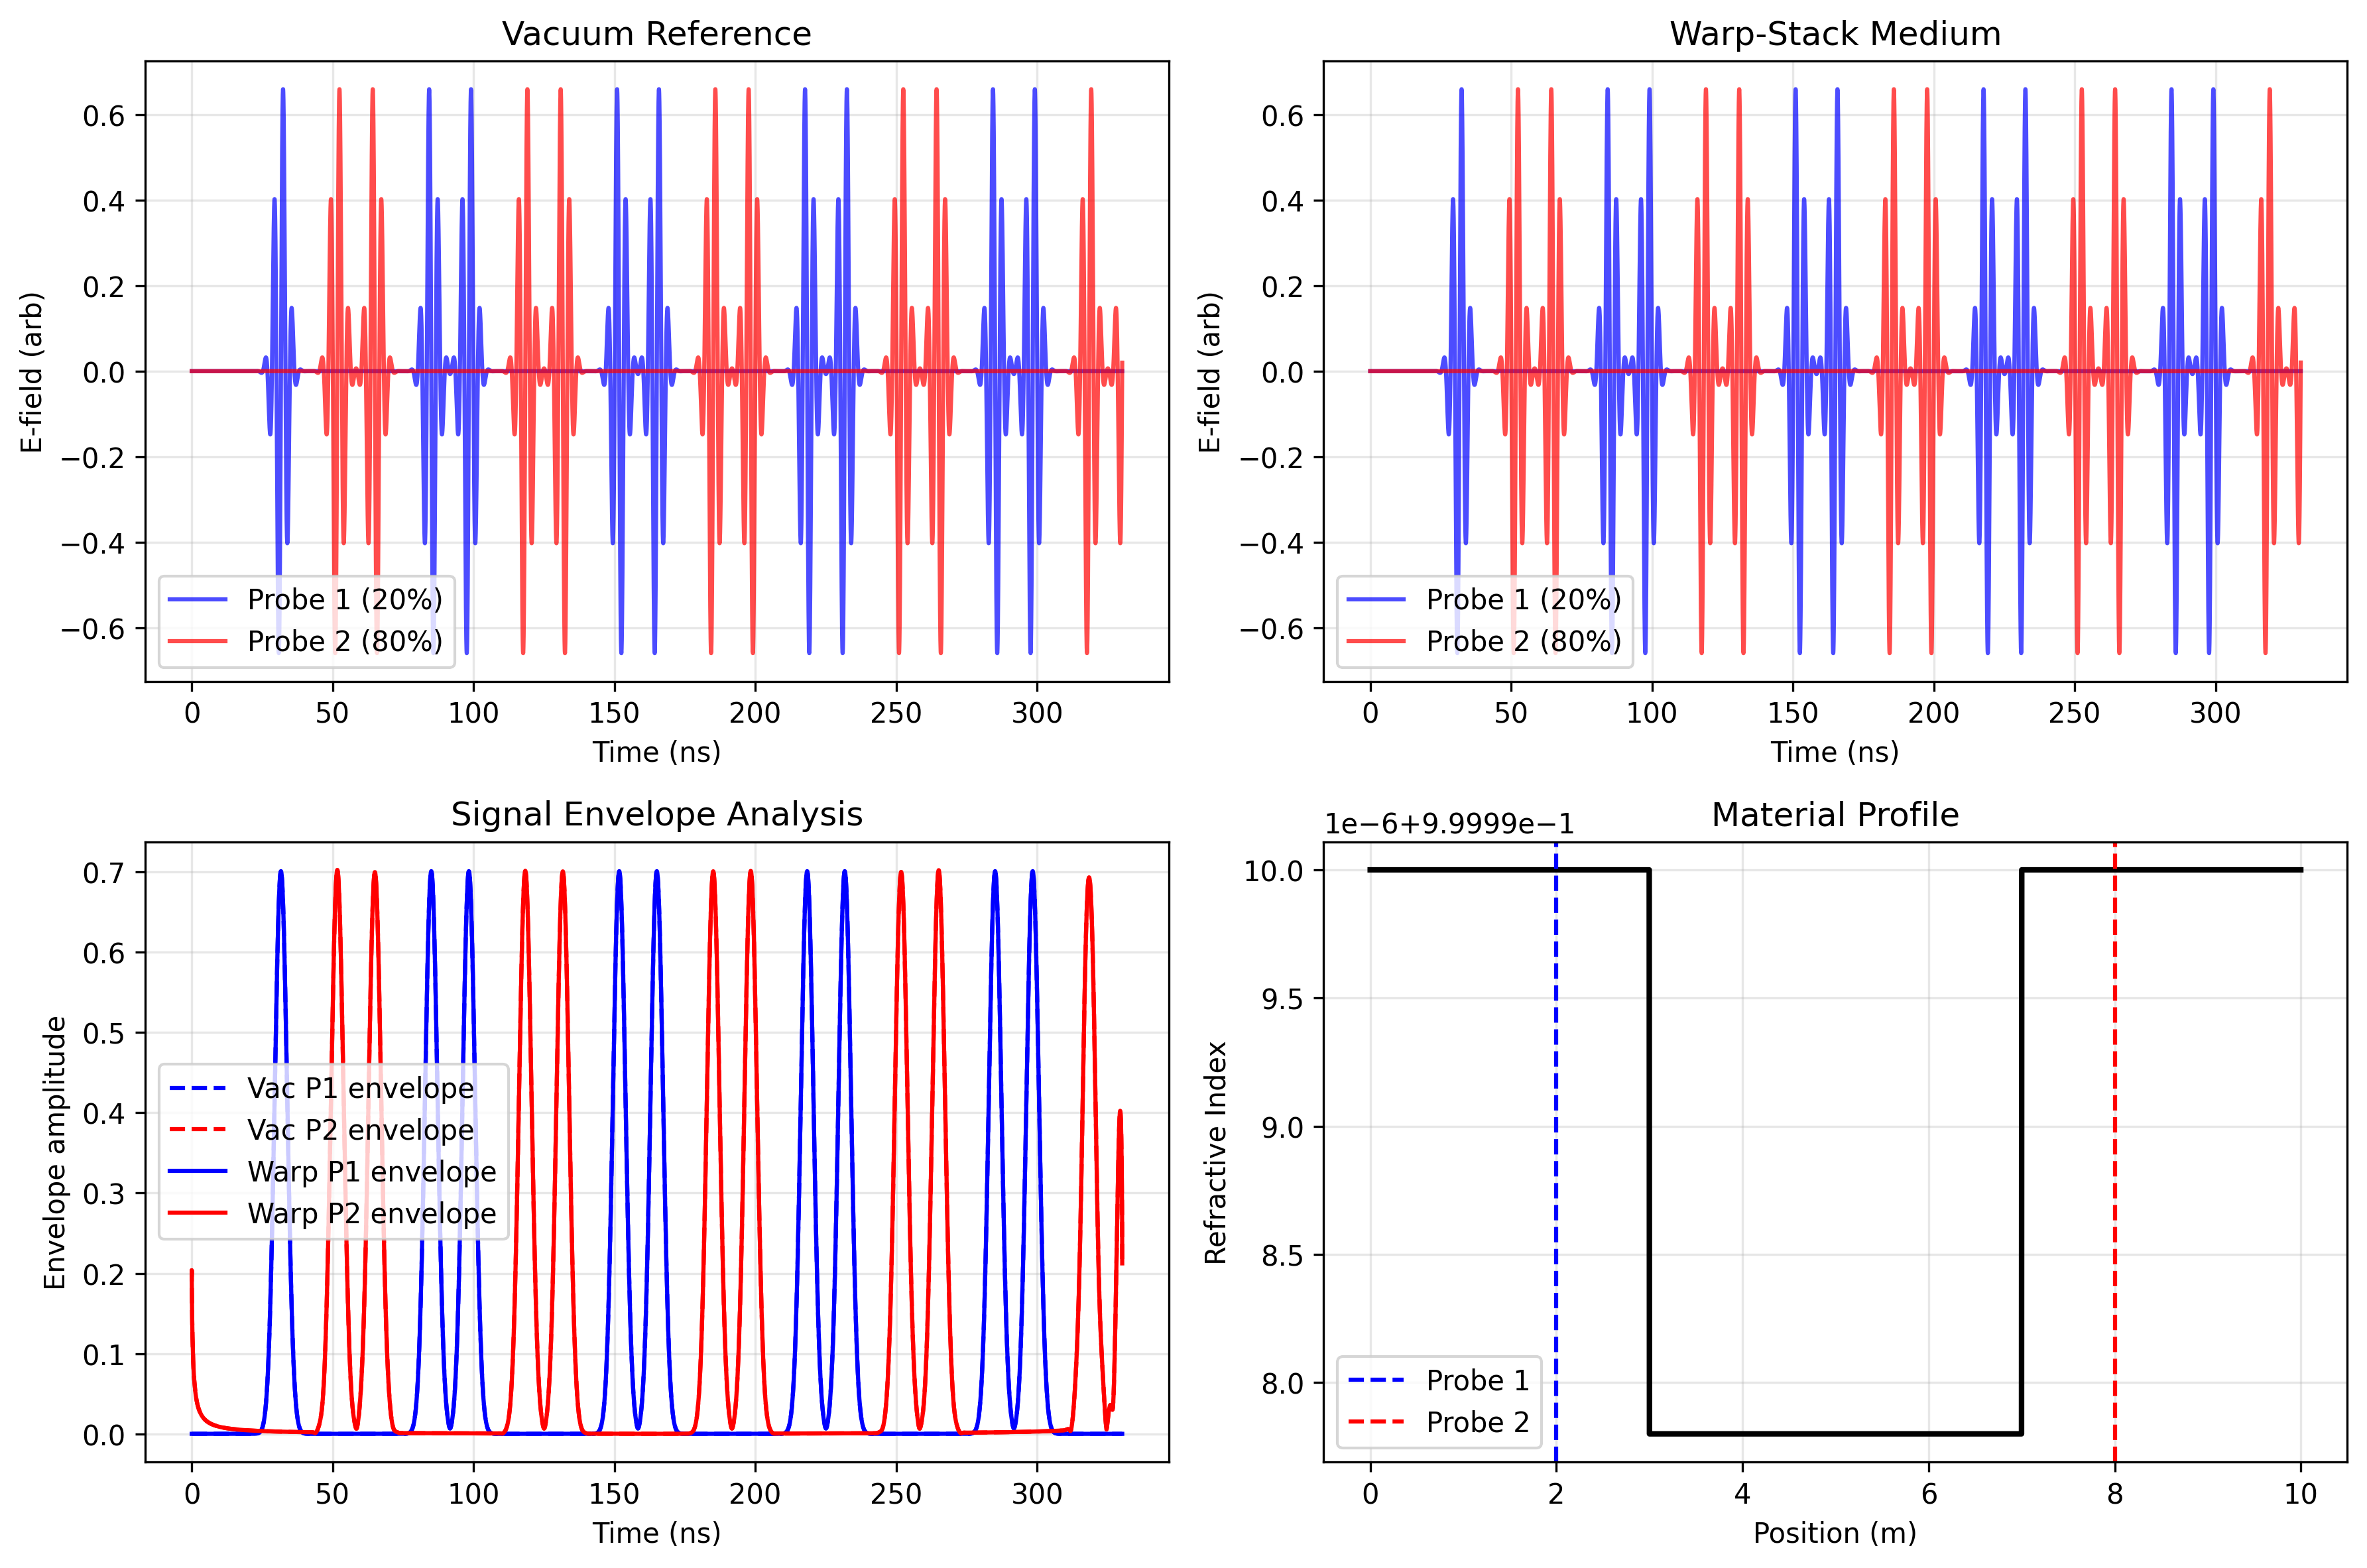 Vacuum Reference
E-field (arb)
0.6
0.4
0.2
0.0
−0.2
−0.4
−0.6
Probe 1 (20%)
Probe 2 (80%)
0 50 100 150 200 250 300
Time (ns)
Warp-Stack Medium
E-field (arb)
0.6
0.4
0.2
0.0
−0.2
−0.4
−0.6
Probe 1 (20%)
Probe 2 (80%)
0 50 100 150 200 250 300
Time (ns)
Signal Envelope Analysis
Envelope amplitude
0.7
0.6
0.5
0.4
0.3
0.2
0.1
0.0
Vac P1 envelope
Vac P2 envelope
Warp P1 envelope
Warp P2 envelope
0 50 100 150 200 250 300
Time (ns)
Material Profile
1e−6+9.9999e−1
Refractive Index
10.0
9.5
9.0
8.5
8.0
Probe 1
Probe 2
0 2 4 6 8 10
Position (m)